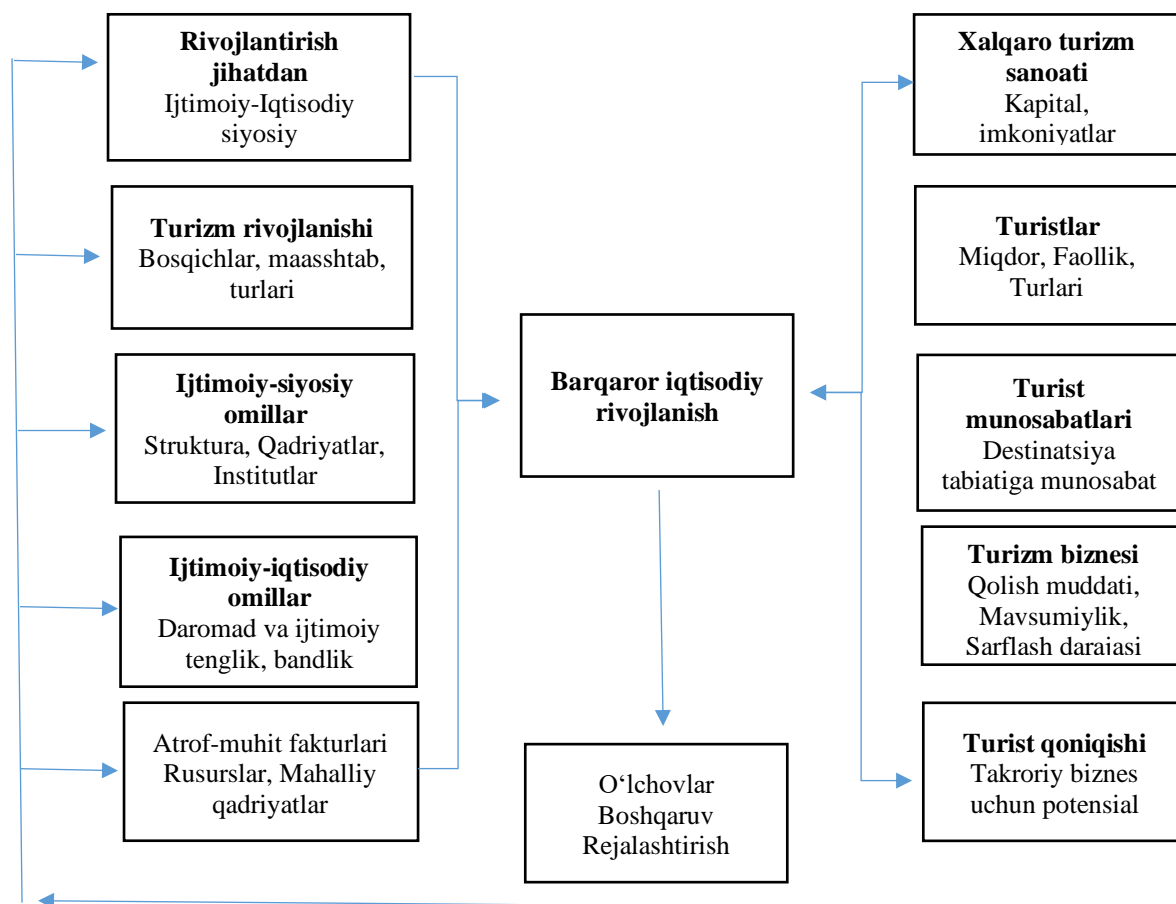 Rivojlantirish
jihatdan
Ijtimoiy-Iqtisodiy
siyosiy
Turizm rivojlanishi
Bosqichlar, maasshtab,
turlari
Ijtimoiy-siyosiy
omillar
Struktura, Qadriyatlar,
Institutlar
Ijtimoiy-iqtisodiy
omillar
Daromad va ijtimoiy
tenglik, bandlik
Atrof-muhit fakturlari
Rusurslar, Mahalliy
qadriyatlar
Barqaror iqtisodiy
rivojlanish
O‘lchovlar
Boshqaruv
Rejalashtirish
Xalqaro turizm
sanoati
Kapital,
imkoniyatlar
Turistlar
Miqdor, Faollik,
Turlari
Turist
munosabatlari
Destinatsiya
tabiatiga munosabat
Turizm biznesi
Qolish muddati,
Mavsumiylik,
Sarflash darajasi
Turist qoniqishi
Takroriy biznes
uchun potensial